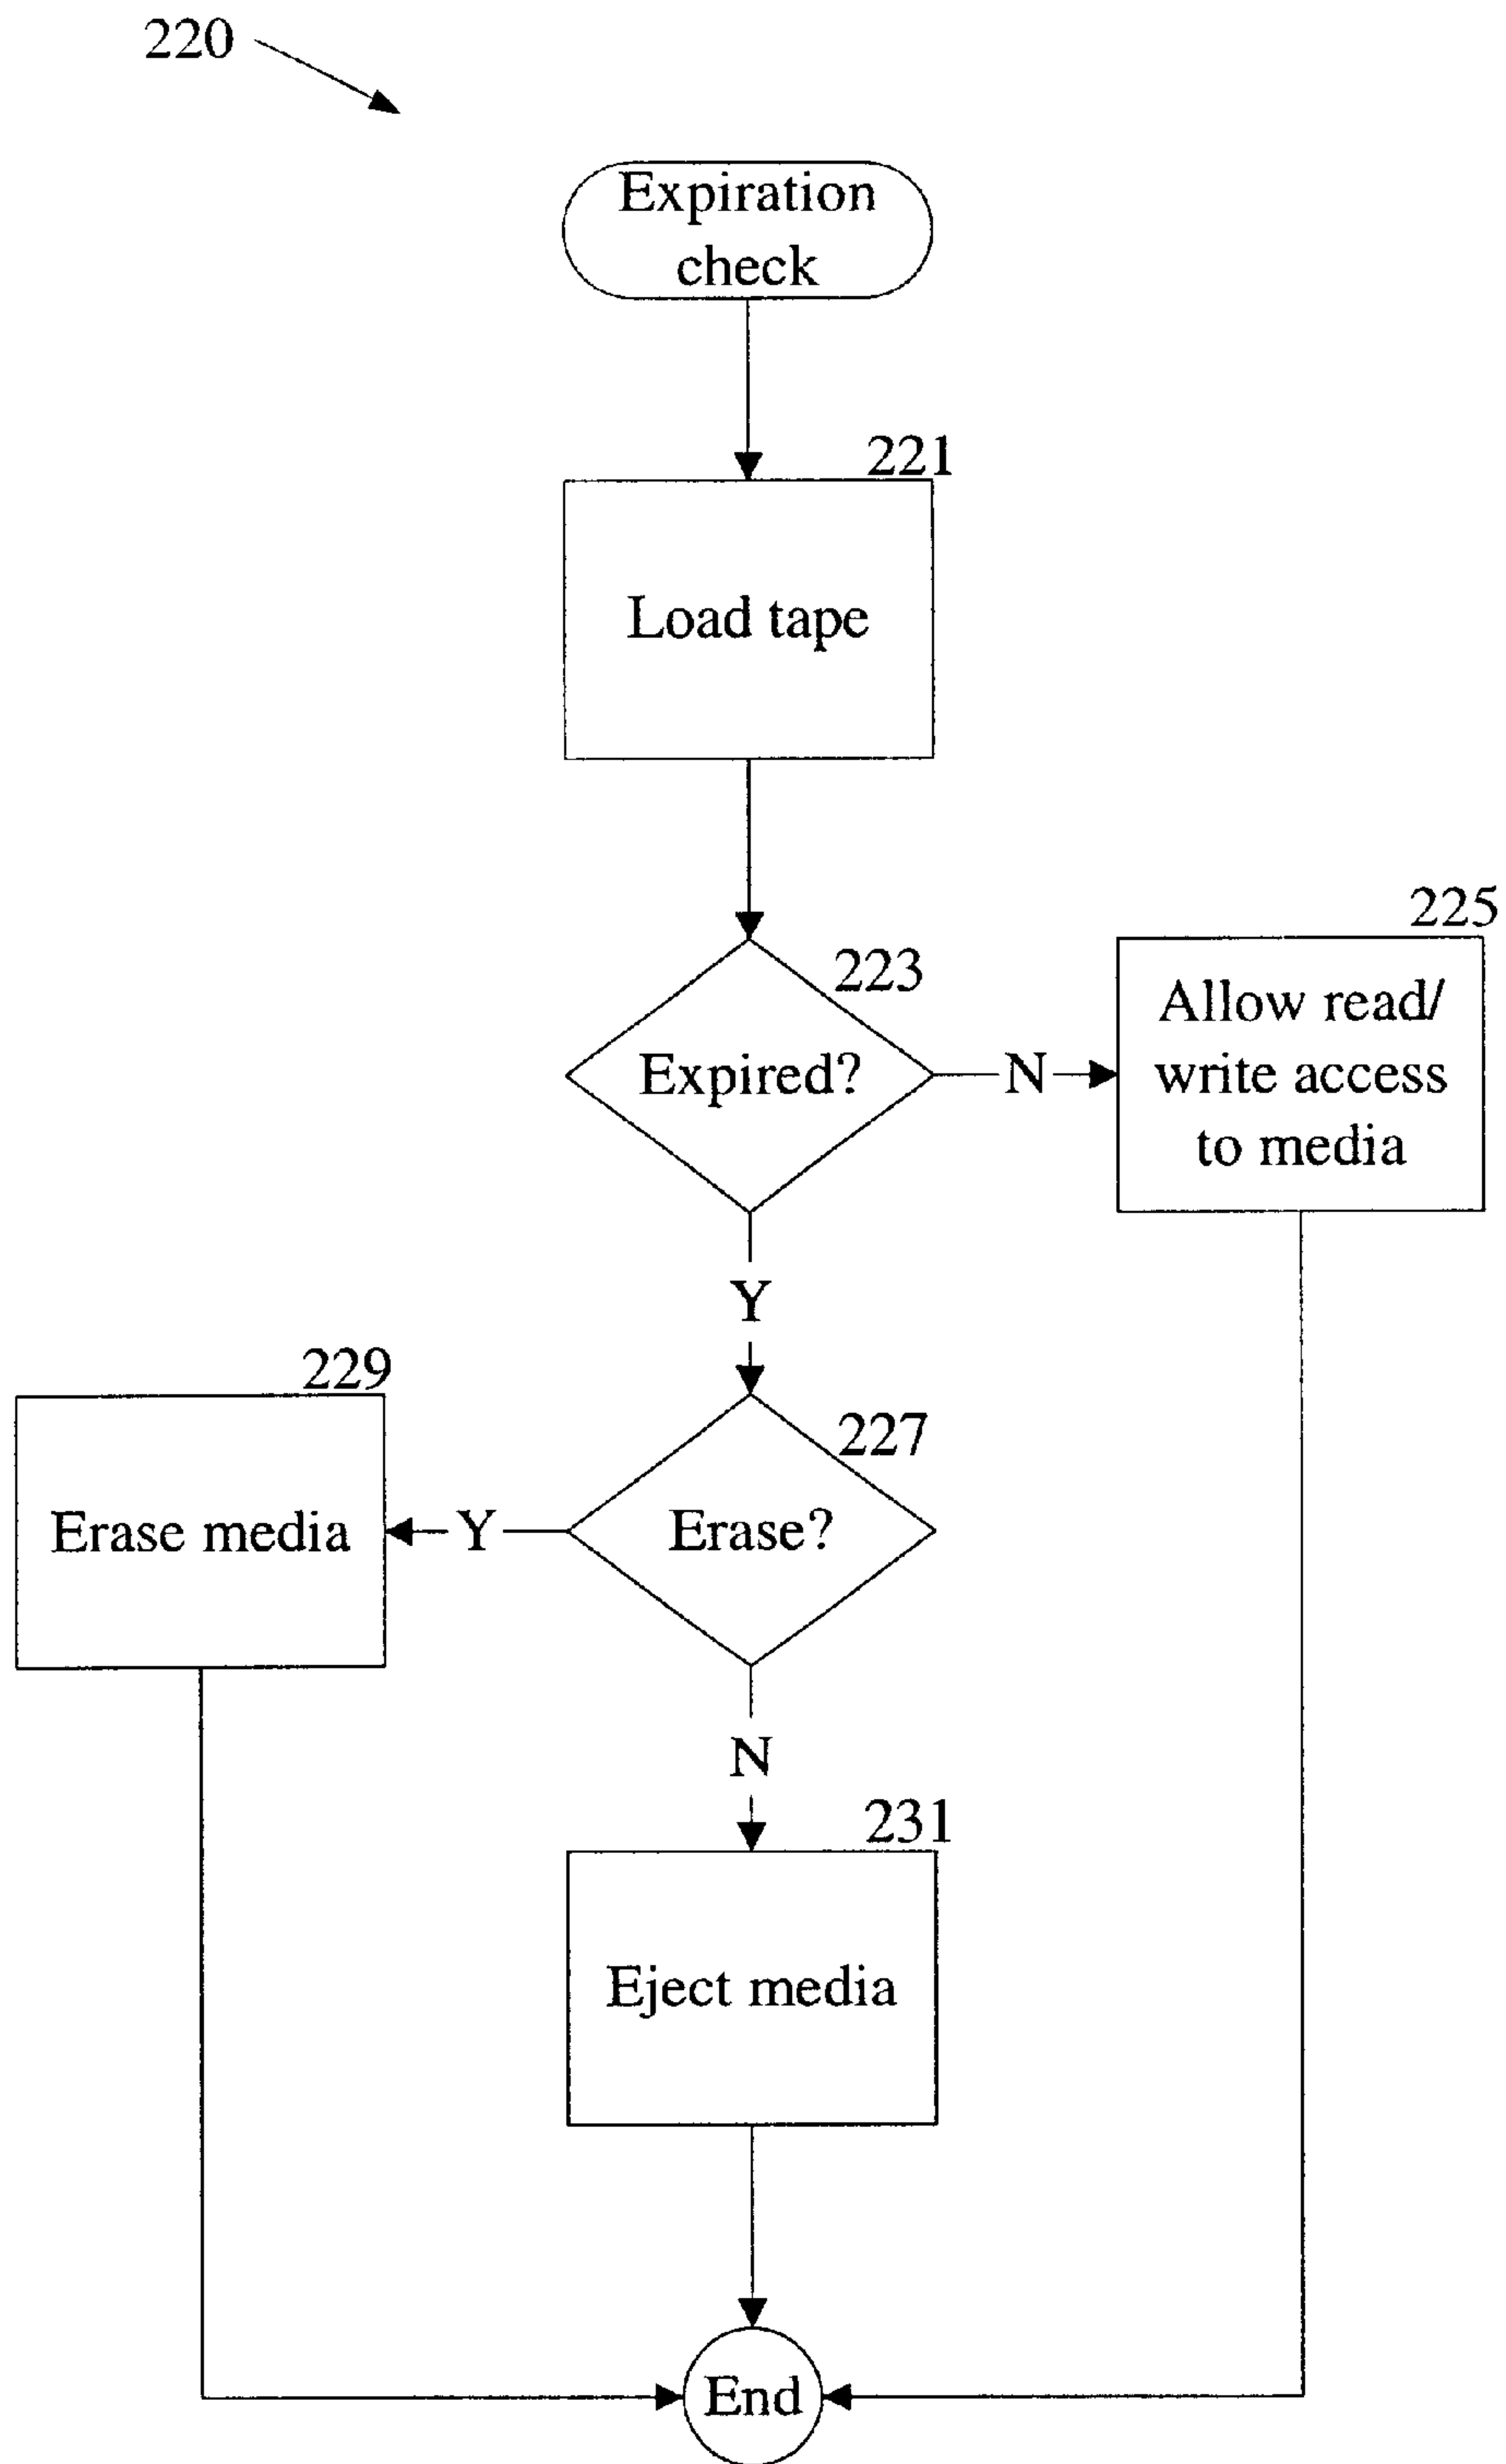 220
Expiration
check
221
Load tape
223
Expired?
N
225
Allow read/
write access
to media
Y
229
Erase media
Y
227
Erase?
N
231
Eject media
End